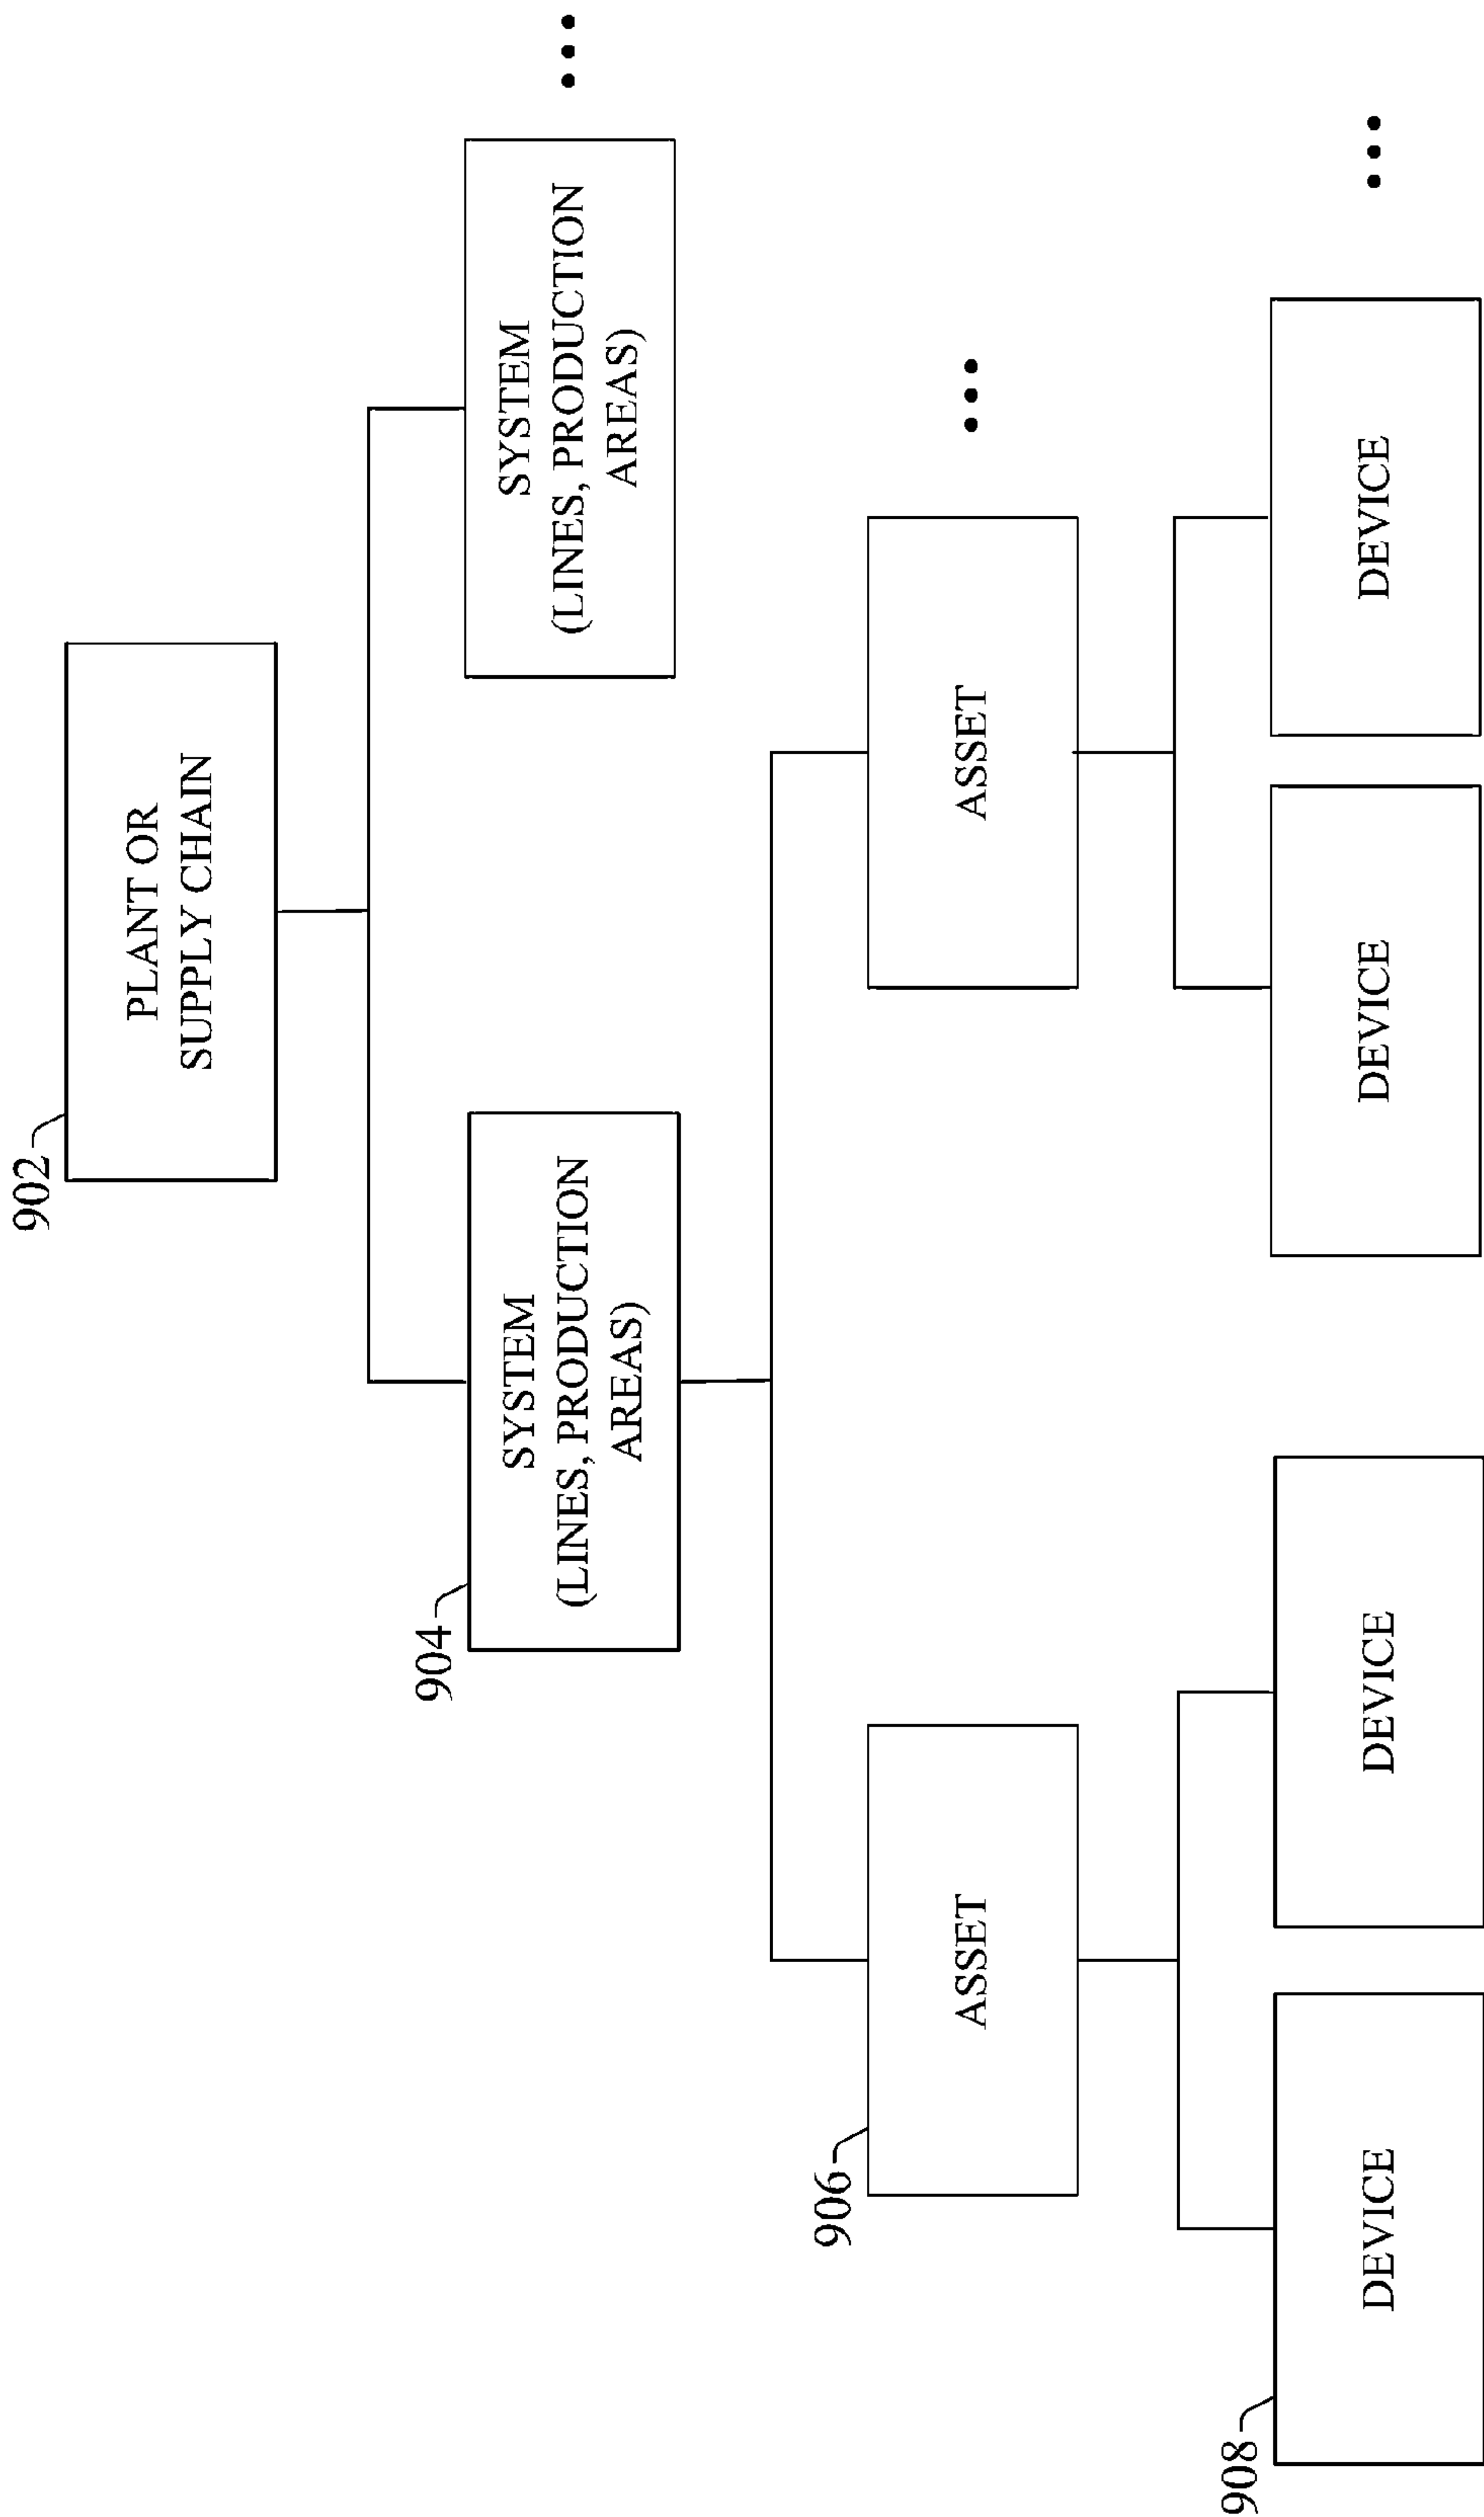 902
PLANT OR
SUPPLY CHAIN
904
SYSTEM
(LINES, PRODUCTION
AREAS)
SYSTEM
(LINES, PRODUCTION
AREAS)
...
906
ASSET
ASSET
...
908
DEVICE
DEVICE
DEVICE
DEVICE
...